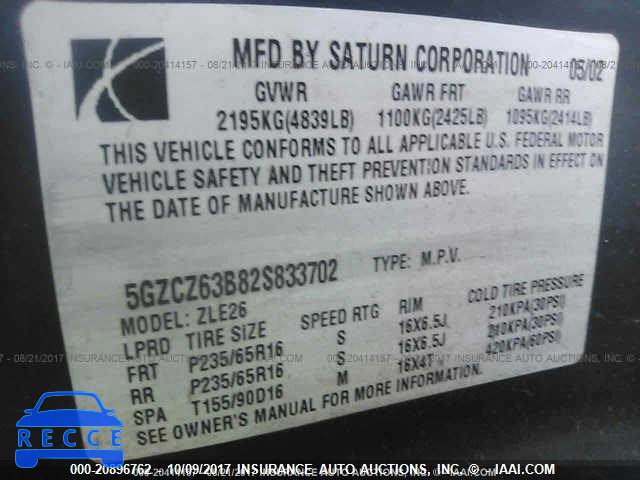 MFD BY SATURN CORPORATION 05/02
GVWR GAWR FRT GAWR RR
2195KG(4839LB) 1100KG(2425LB) 1095KG(2414LB)
THIS VEHICLE CONFORMS TO ALL APPLICABLE U.S. FEDERAL MOTOR
VEHICLE SAFETY AND THEFT PREVENTION STANDARDS IN EFFECT ON
THE DATE OF MANUFACTURE SHOWN ABOVE.
5GZCZ63B82S833702 TYPE: M.P.V.
MODEL: ZLE26
LPRD TIRE SIZE SPEED RTG RIM COLD TIRE PRESSURE
FRT P235/65R16 S 16X6.5J 210KPA(30PSI)
RR P235/65R16 S 16X6.5J 210KPA(30PSI)
SPA T155/90D16 M 16X4T 420KPA(60PSI)
SEE OWNER'S MANUAL FOR MORE INFORMATION.
RECCE
000-20896762 - 10/09/2017 INSURANCE AUTO AUCTIONS, INC. - © IAAI.COM